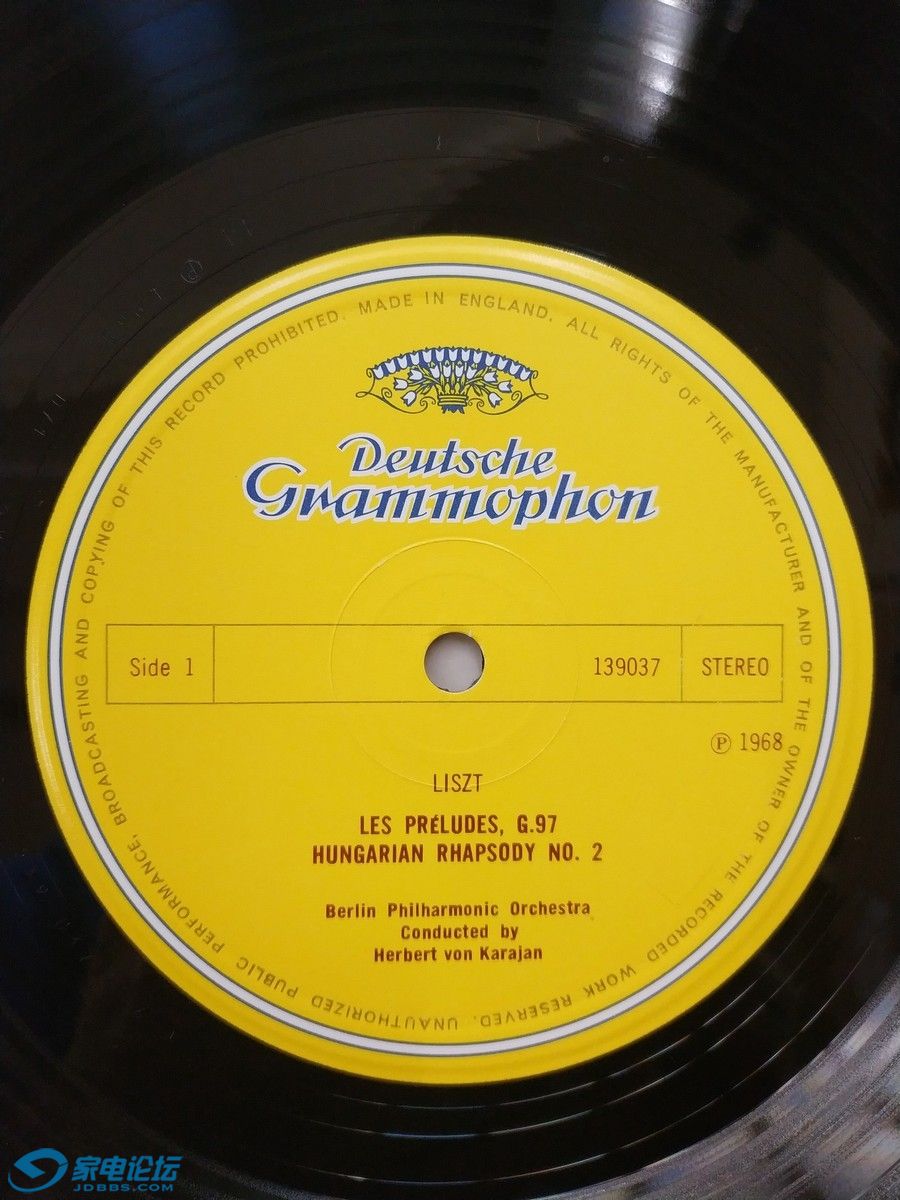 MADE IN ENGLAND. ALL RIGHTS OF THE MANUFACTURER AND OF THE OWNER OF THE RECORDED WORK RESERVED. UNAUTHORIZED PUBLIC PERFORMANCE, BROADCASTING AND COPYING OF THIS RECORD PROHIBITED.
Deutsche
Grammophon
Side 1 139037 STEREO
Ⓟ 1968
LISZT
LES PRÉLUDES, G.97
HUNGARIAN RHAPSODY NO. 2
Berlin Philharmonic Orchestra
Conducted by
Herbert von Karajan
家电论坛
JDBBS.COM